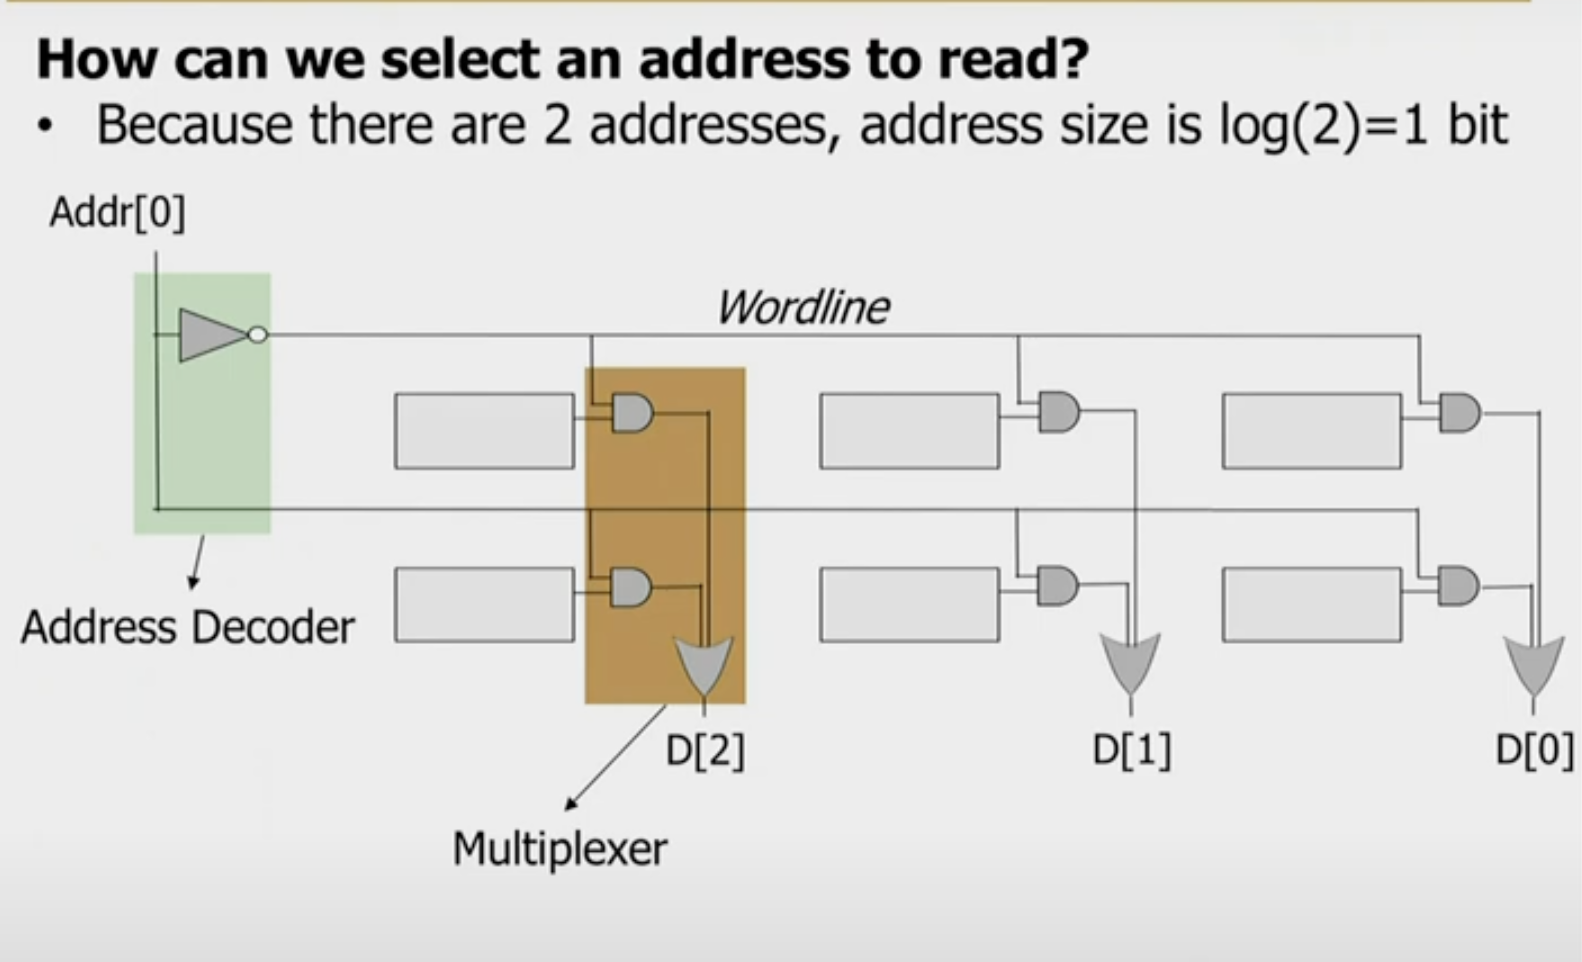 How can we select an address to read?
• Because there are 2 addresses, address size is log(2)=1 bit
Addr[0]
Wordline
Address Decoder
D[2]
D[1]
D[0]
Multiplexer